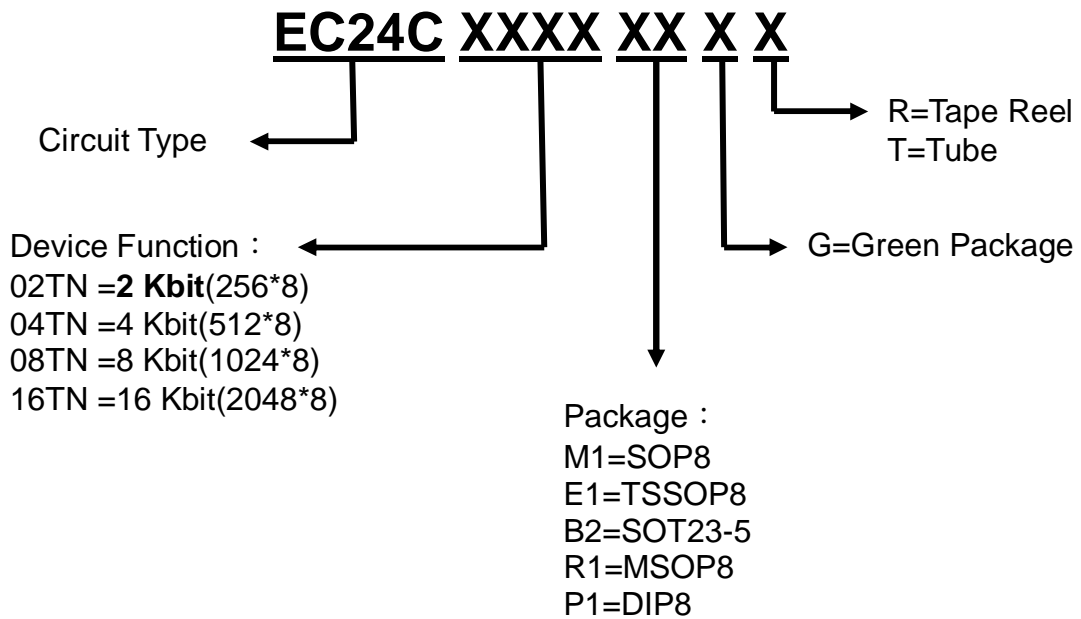 EC24C XXXX XX X X
R=Tape Reel
T=Tube
Circuit Type
G=Green Package
Device Function：
02TN =2 Kbit(256*8)
04TN =4 Kbit(512*8)
08TN =8 Kbit(1024*8)
16TN =16 Kbit(2048*8)
Package：
M1=SOP8
E1=TSSOP8
B2=SOT23-5
R1=MSOP8
P1=DIP8